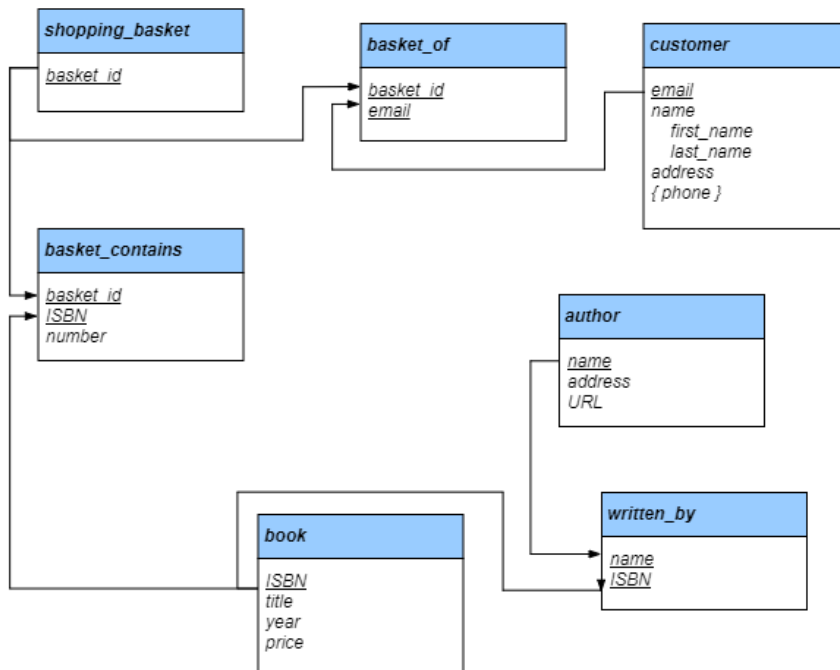 shopping_basket
basket_id
basket_of
basket_id
email
customer
email
name
first_name
last_name
address
{ phone }
basket_contains
basket_id
ISBN
number
author
name
address
URL
book
ISBN
title
year
price
written_by
name
ISBN